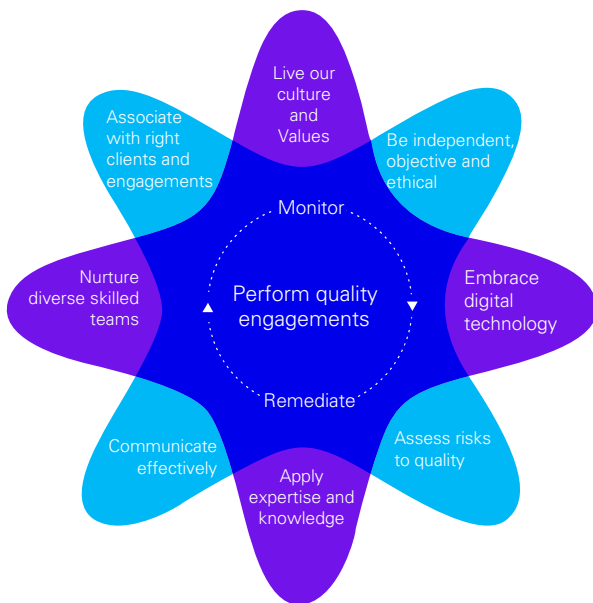 Live our
culture
and
Values
Associate
with right
clients and
engagements
Be independent,
objective and
ethical
Monitor
Nurture
diverse skilled
teams
Perform quality
engagements
Embrace
digital
technology
Remediate
Communicate
effectively
Assess risks
to quality
Apply
expertise and
knowledge